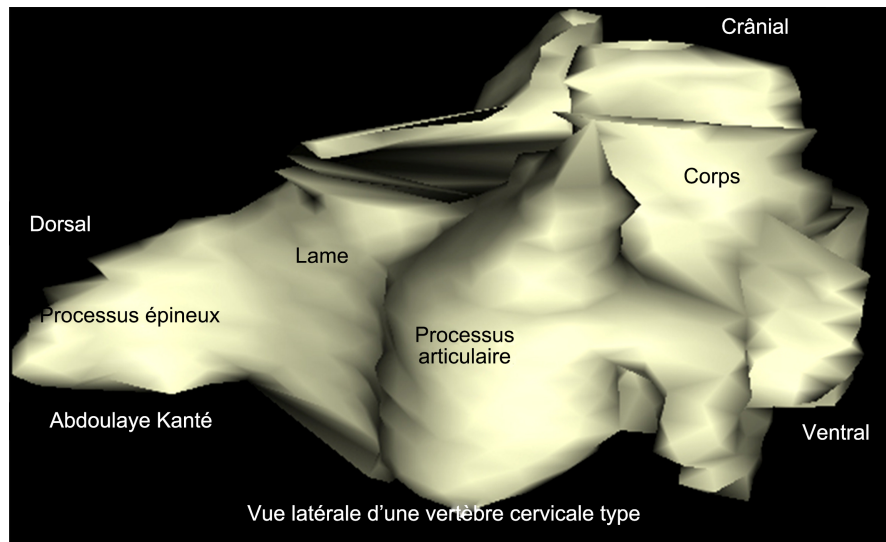 Crânial
Corps
Dorsal
Lame
Processus épineux
Processus
articulaire
Abdoulaye Kanté
Ventral
Vue latérale d’une vertèbre cervicale type